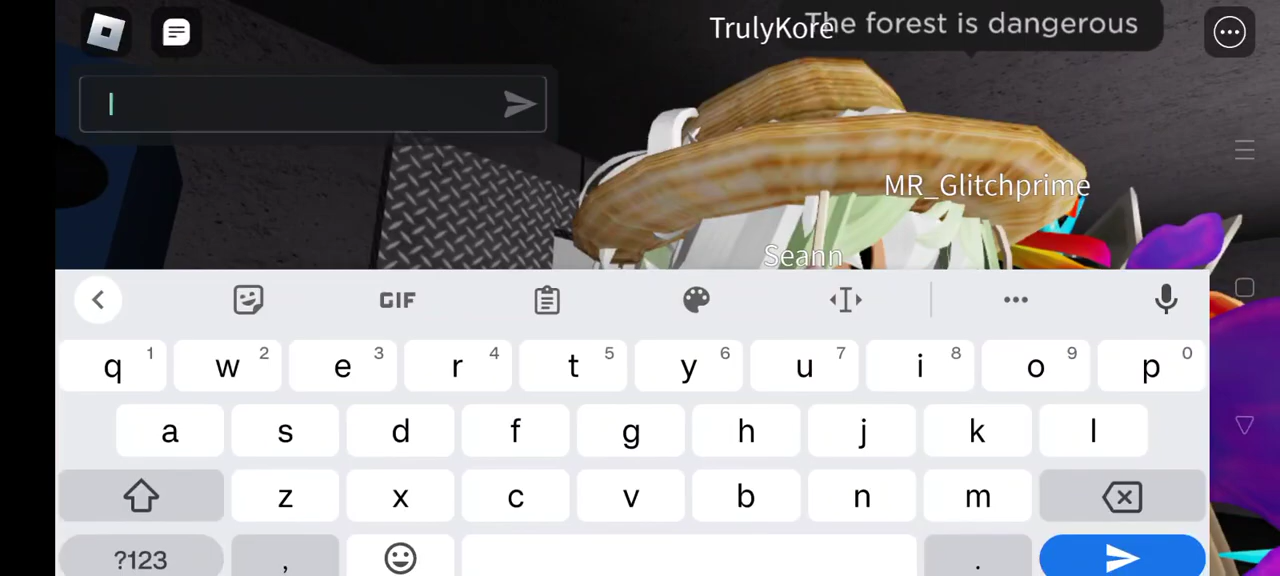 TrulyKore
The forest is dangerous
MR_Glitchprime
Seann
GIF
q 1 w 2 e 3 r 4 t 5 y 6 u 7 i 8 o 9 p 0
a s d f g h j k l
z x c v b n m
?123 , .